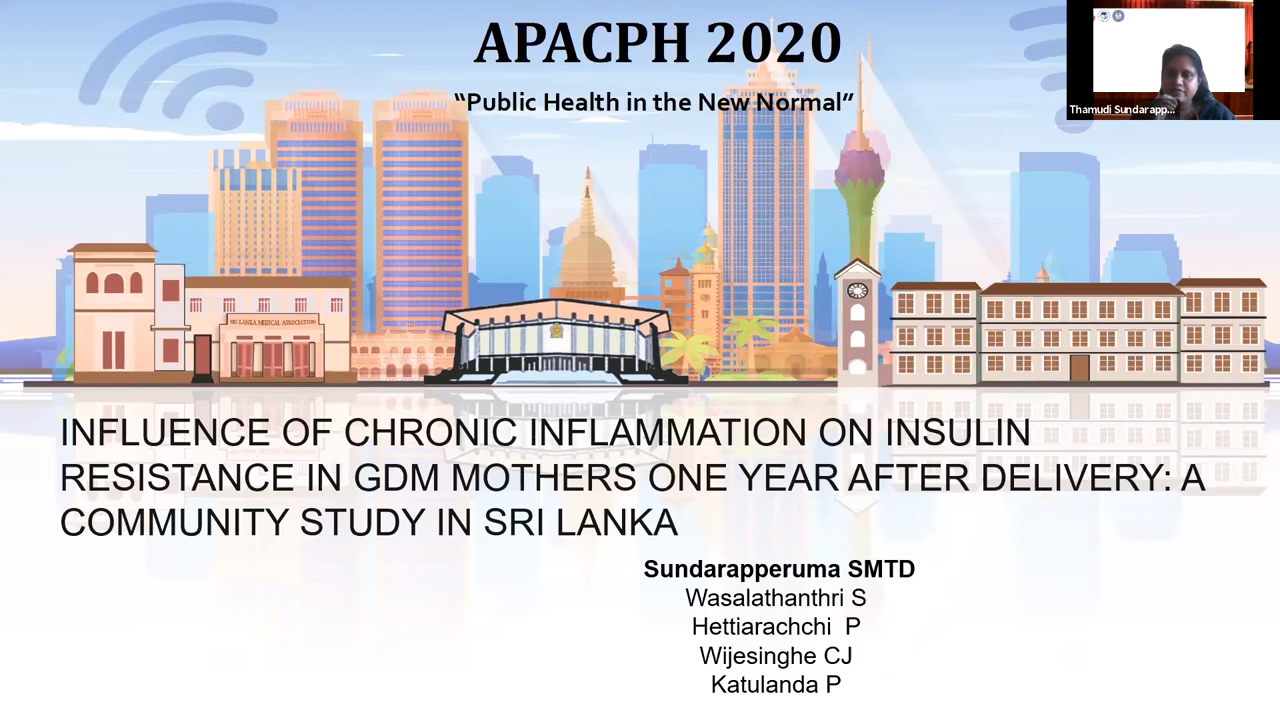 APACPH 2020
“Public Health in the New Normal”
Thamudi Sundarapp...
SRI LANKA MEDICAL ASSOCIATION
INFLUENCE OF CHRONIC INFLAMMATION ON INSULIN
RESISTANCE IN GDM MOTHERS ONE YEAR AFTER DELIVERY: A
COMMUNITY STUDY IN SRI LANKA
Sundarapperuma SMTD
Wasalathanthri S
Hettiarachchi P
Wijesinghe CJ
Katulanda P